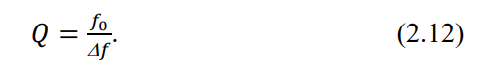 Q = f₀/Δf. (2.12)